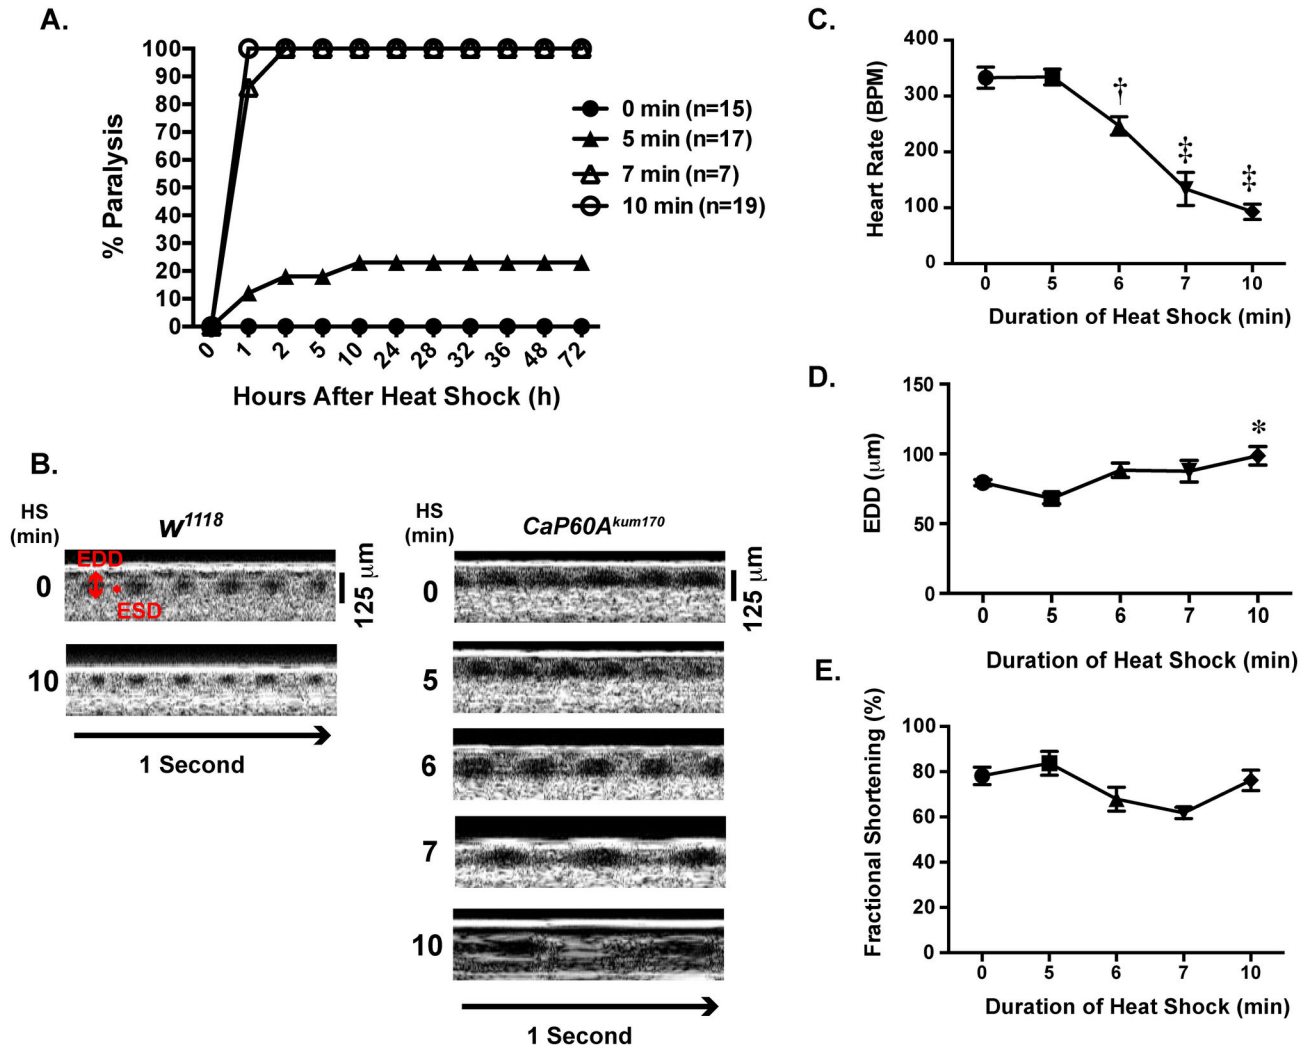 A.
100
90
80
70
60
50
40
30
20
10
0
% Paralysis
0 1 2 5 10 24 28 32 36 48 72
Hours After Heat Shock (h)
0 min (n=15)
5 min (n=17)
7 min (n=7)
10 min (n=19)
B.
HS
(min)
w1118
0
EDD
ESD
125 μm
10
1 Second
HS
(min)
CaP60Akum170
0
125 μm
5
6
7
10
1 Second
C.
400
300
200
100
0
Heart Rate (BPM)
†
‡
‡
0 5 6 7 10
Duration of Heat Shock (min)
D.
150
100
50
0
EDD (μm)
*
0 5 6 7 10
Duration of Heat Shock (min)
E.
100
80
60
40
20
0
Fractional Shortening (%)
0 5 6 7 10
Duration of Heat Shock (min)